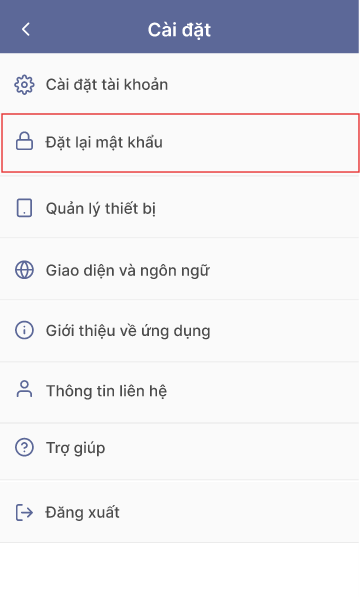 Cài đặt
Cài đặt tài khoản
Đặt lại mật khẩu
Quản lý thiết bị
Giao diện và ngôn ngữ
Giới thiệu về ứng dụng
Thông tin liên hệ
Trợ giúp
Đăng xuất